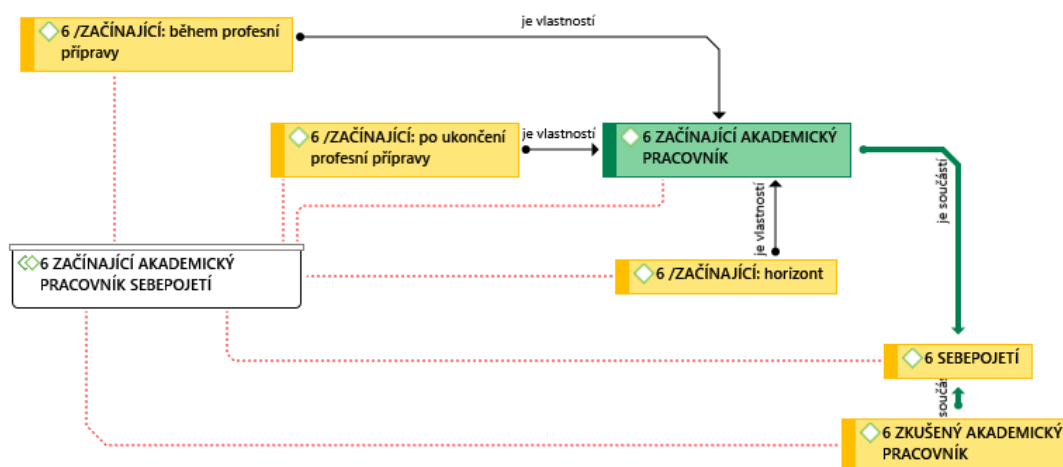 je vlastností
6 /ZAČÍNAJÍCÍ: během profesní
přípravy
6 /ZAČÍNAJÍCÍ: po ukončení
profesní přípravy
je vlastností
6 ZAČÍNAJÍCÍ AKADEMICKÝ
PRACOVNÍK
je součástí
je vlastností
6 ZAČÍNAJÍCÍ AKADEMICKÝ
PRACOVNÍK SEBEPOJETÍ
6 /ZAČÍNAJÍCÍ: horizont
6 SEBEPOJETÍ
6 ZKUŠENÝ AKADEMICKÝ
PRACOVNÍK